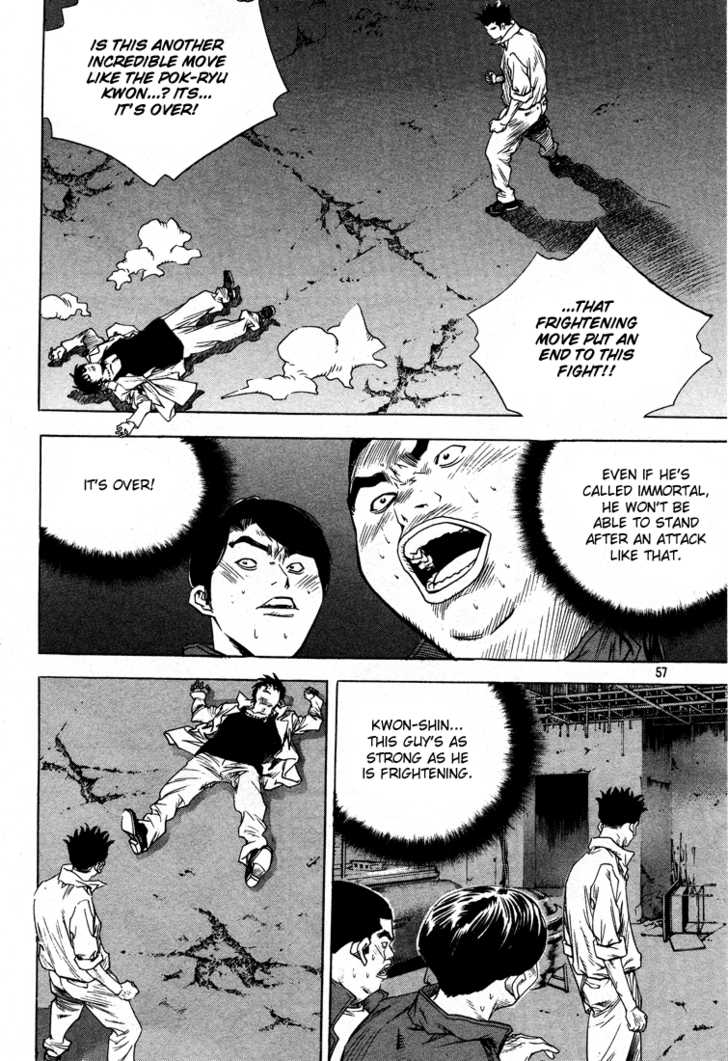 IS THIS ANOTHER
INCREDIBLE MOVE
LIKE THE POK-RYU
KWON...? ITS...
IT'S OVER!
...THAT
FRIGHTENING
MOVE PUT AN
END TO THIS
FIGHT!!
IT'S OVER!
EVEN IF HE'S
CALLED IMMORTAL,
HE WON'T BE
ABLE TO STAND
AFTER AN ATTACK
LIKE THAT.
57
KWON-SHIN...
THIS GUY'S AS
STRONG AS HE
IS FRIGHTENING.